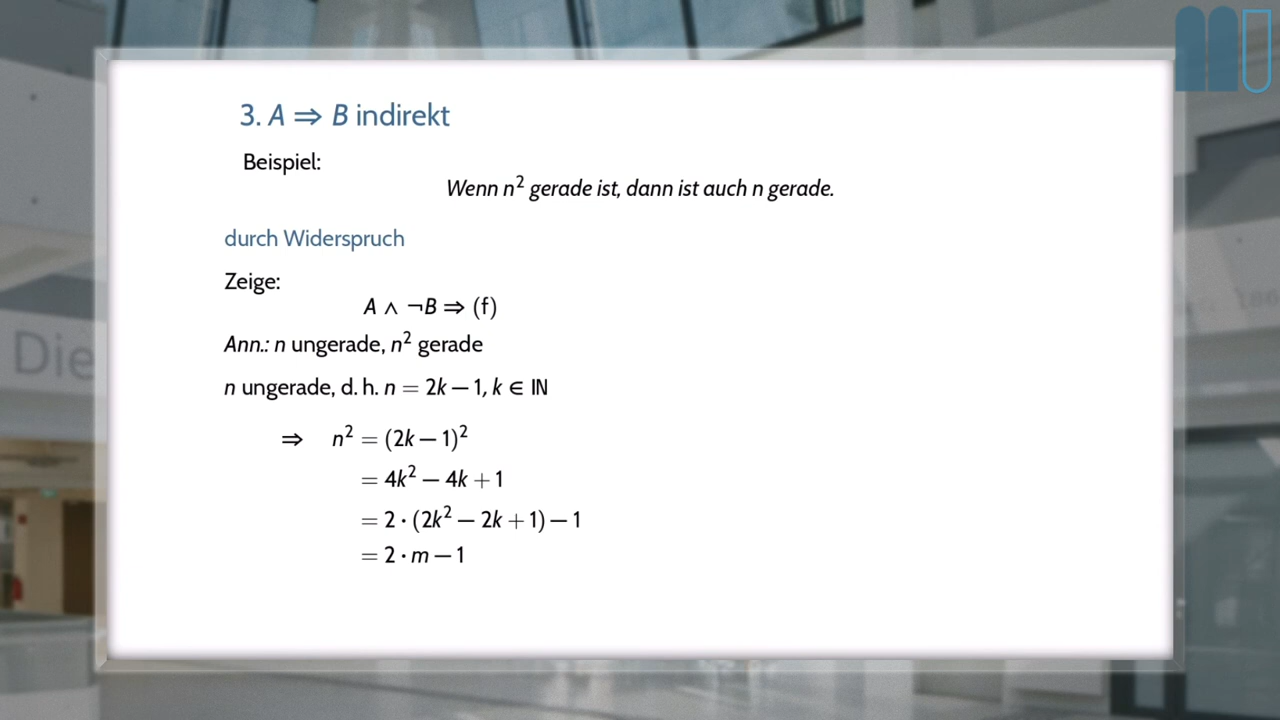 3. A ⇒ B indirekt
Beispiel:
Wenn n² gerade ist, dann ist auch n gerade.
durch Widerspruch
Zeige:
A ∧ ¬B ⇒ (f)
Ann.: n ungerade, n² gerade
n ungerade, d. h. n = 2k − 1, k ∈ ℕ
⇒ n² = (2k − 1)²
= 4k² − 4k + 1
= 2 · (2k² − 2k + 1) − 1
= 2 · m − 1
Die